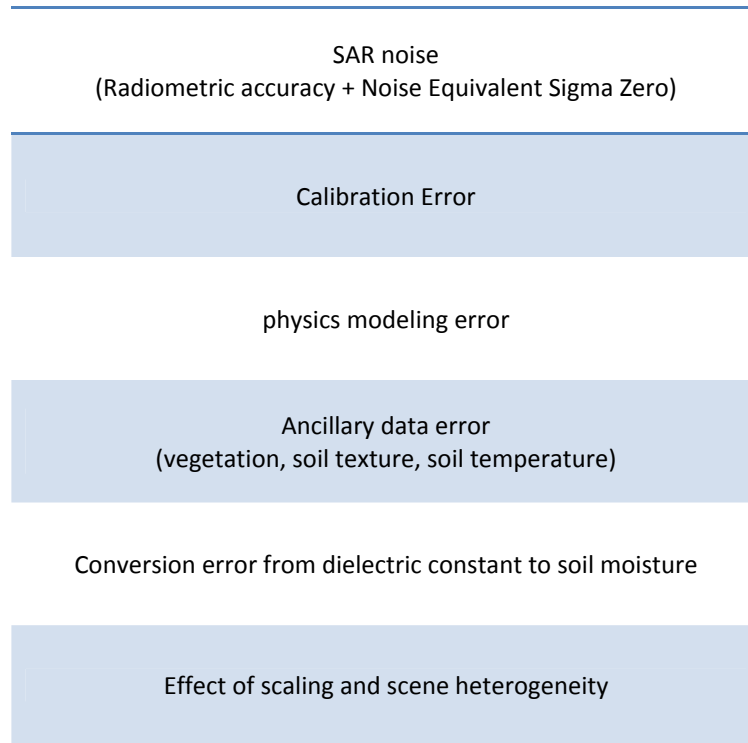 SAR noise
(Radiometric accuracy + Noise Equivalent Sigma Zero)
Calibration Error
physics modeling error
Ancillary data error
(vegetation, soil texture, soil temperature)
Conversion error from dielectric constant to soil moisture
Effect of scaling and scene heterogeneity